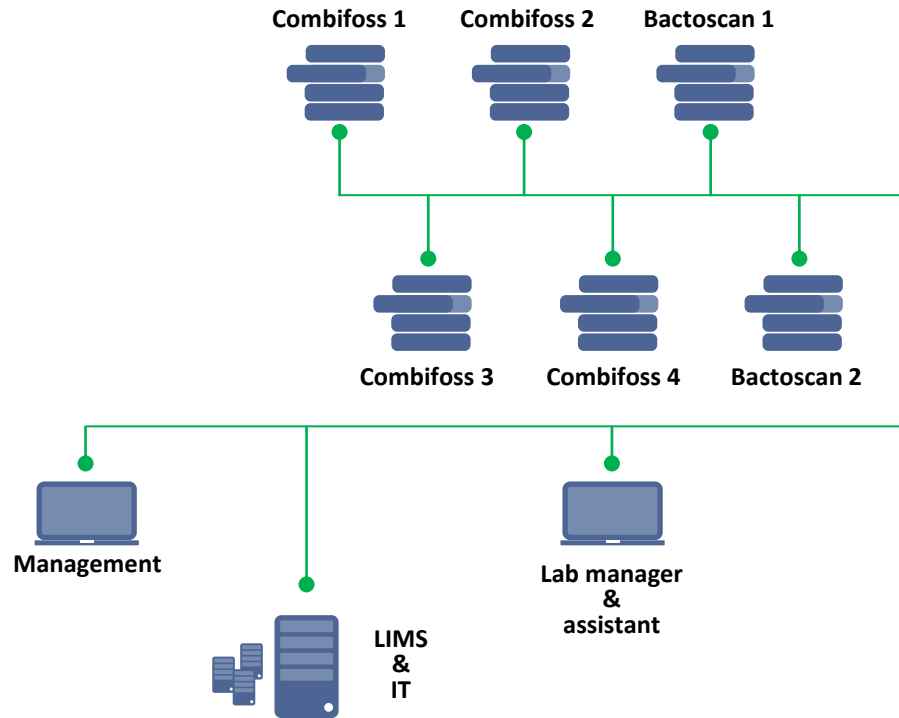 Combifoss 1
Combifoss 2
Bactoscan 1
Combifoss 3
Combifoss 4
Bactoscan 2
Management
Lab manager
&
assistant
LIMS
&
IT